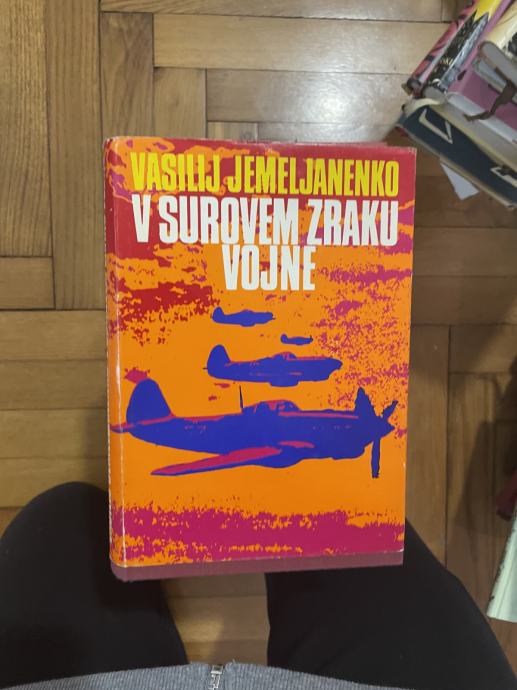 VASILIJ JEMELJANENKO
V SUROVEM ZRAKU
VOJNE